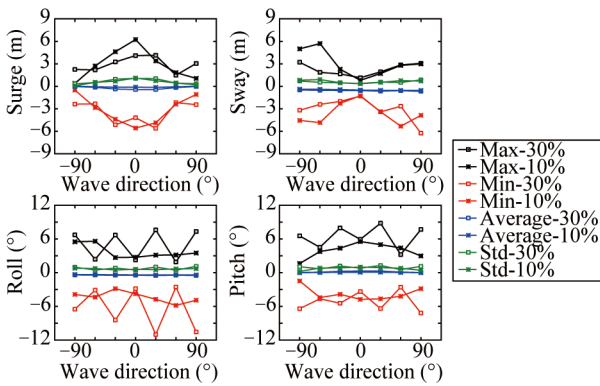 9
6
3
0
−3
−6
−9
Surge (m)
−90 0 90
Wave direction (°)
9
6
3
0
−3
−6
−9
Sway (m)
−90 0 90
Wave direction (°)
12
6
0
−6
−12
Roll (°)
−90 0 90
Wave direction (°)
12
6
0
−6
−12
Pitch (°)
−90 0 90
Wave direction (°)
Max-30%
Max-10%
Min-30%
Min-10%
Average-30%
Average-10%
Std-30%
Std-10%